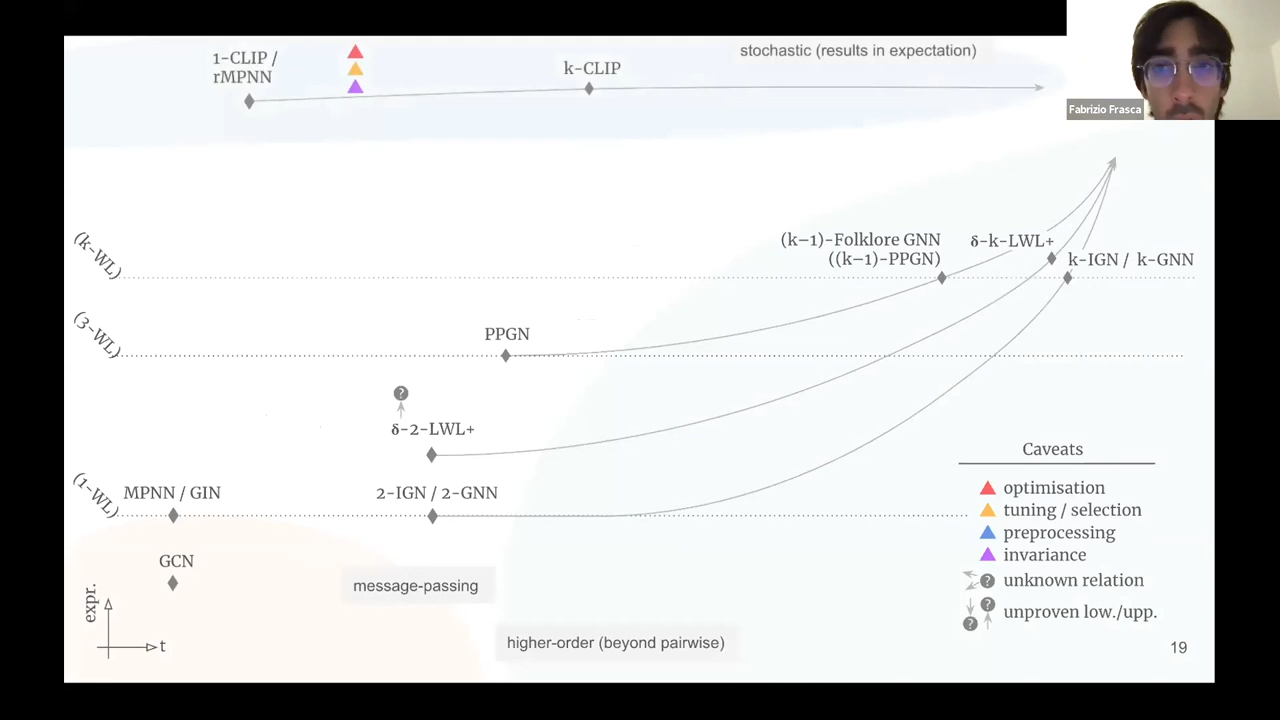 1-CLIP /
rMPNN
k-CLIP
stochastic (results in expectation)
Fabrizio Frasca
(k-WL)
(k−1)-Folklore GNN
((k−1)-PPGN)
δ-k-LWL+
k-IGN / k-GNN
(3-WL)
PPGN
?
δ-2-LWL+
(1-WL)
MPNN / GIN
2-IGN / 2-GNN
GCN
message-passing
higher-order (beyond pairwise)
expr.
t
Caveats
optimisation
tuning / selection
preprocessing
invariance
? unknown relation
? ? unproven low./upp.
19